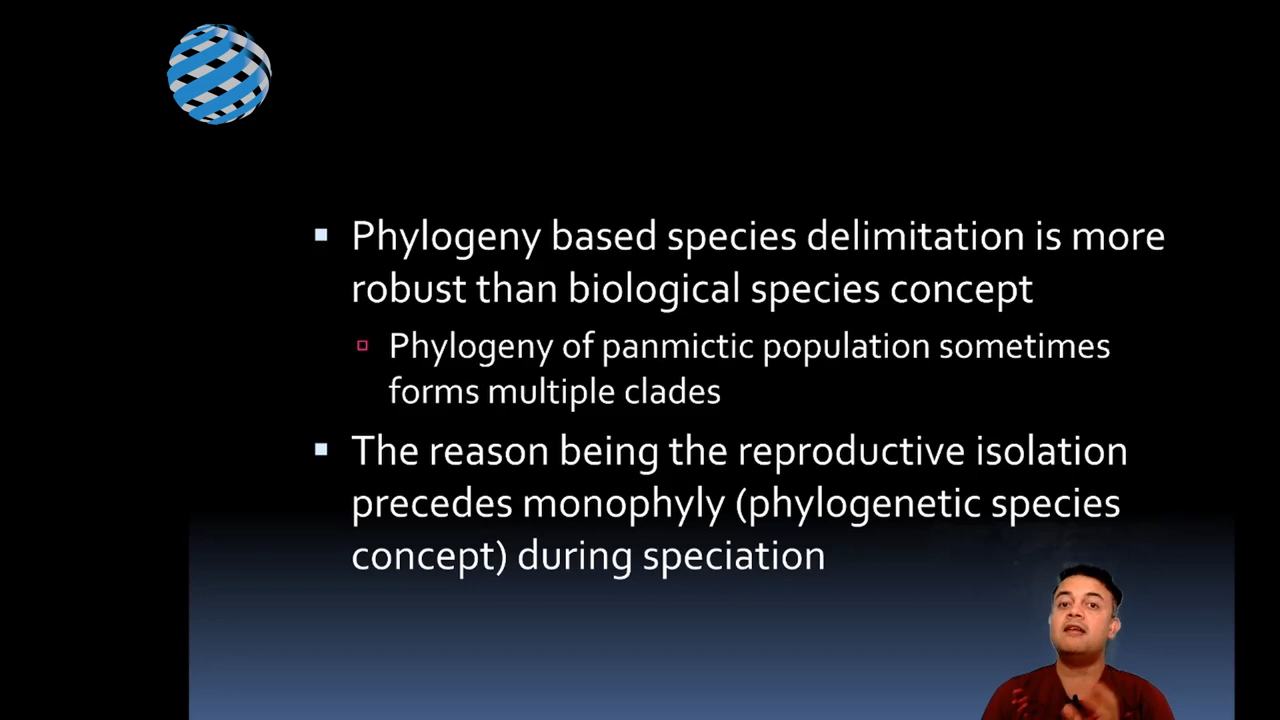 Phylogeny based species delimitation is more
robust than biological species concept
Phylogeny of panmictic population sometimes
forms multiple clades
The reason being the reproductive isolation
precedes monophyly (phylogenetic species
concept) during speciation